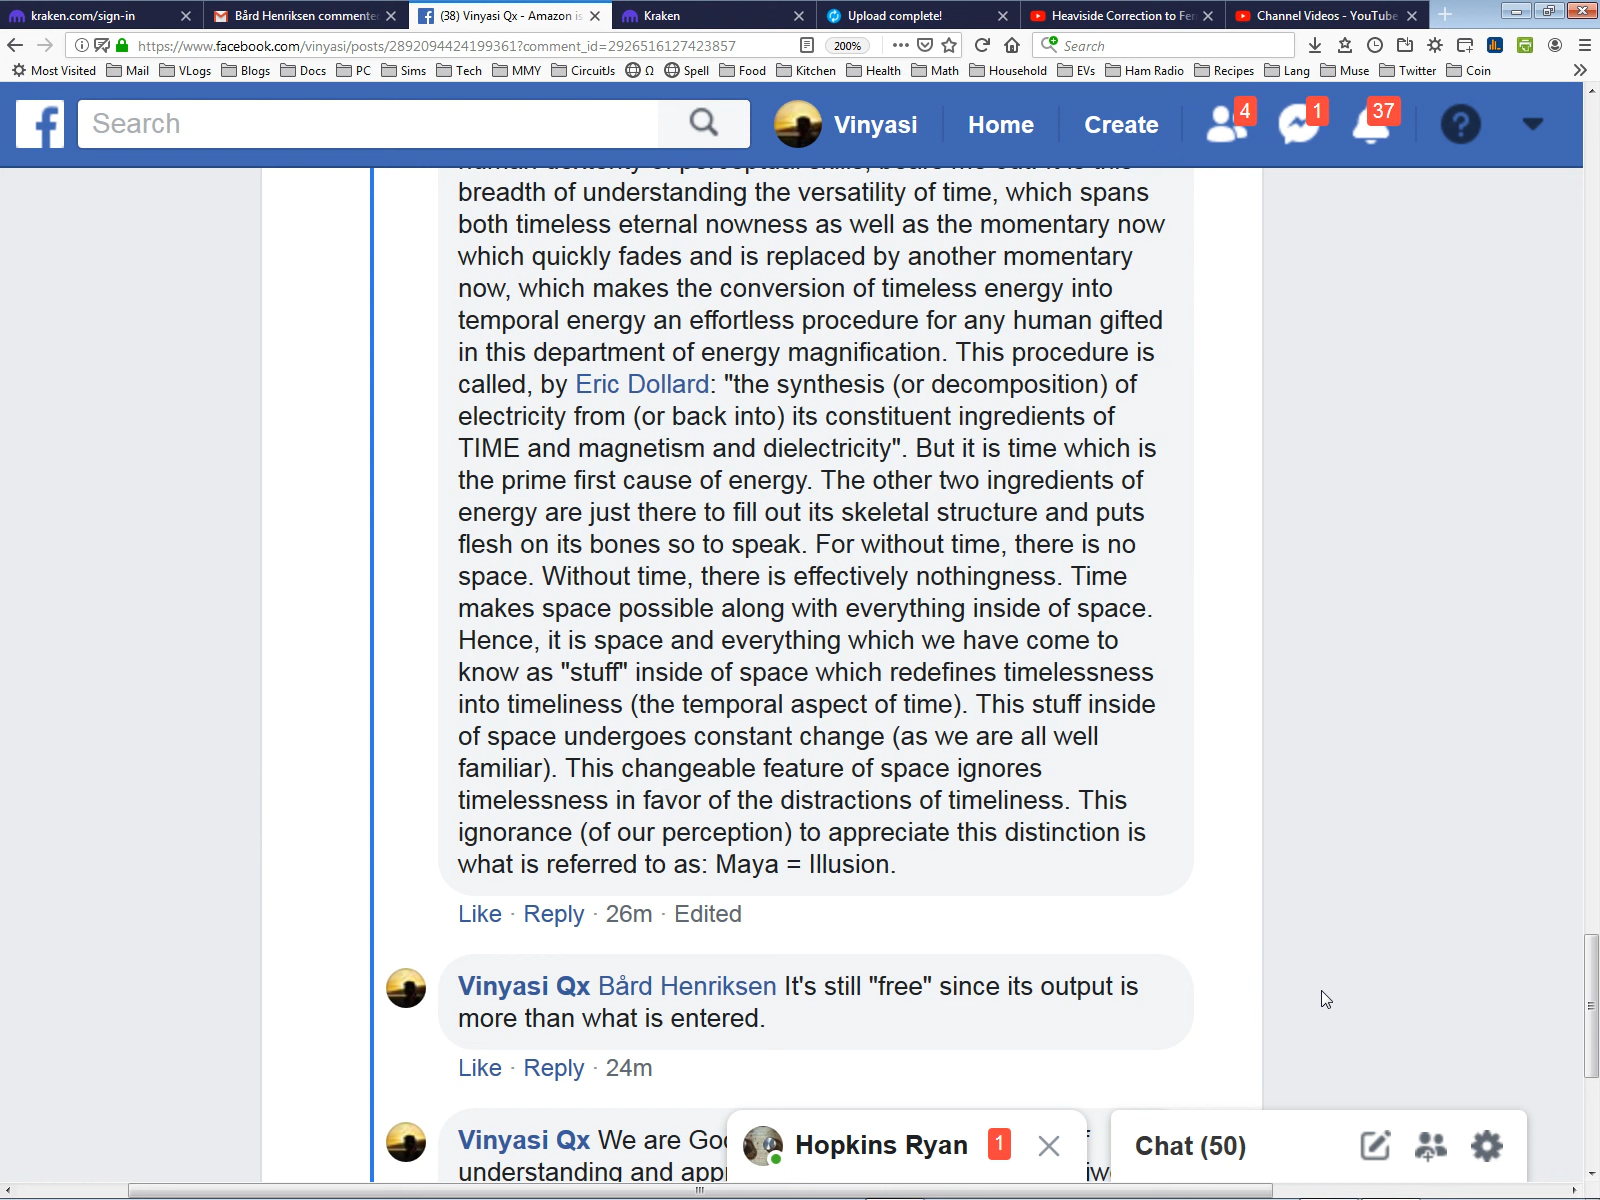 kraken.com/sign-in
Bård Henriksen commente
(38) Vinyasi Qx - Amazon is
Kraken
Upload complete!
Heaviside Correction to Fer
Channel Videos - YouTube
https://www.facebook.com/vinyasi/posts/2892094424199361?comment_id=2926516127423857
200%
Search
Most Visited Mail VLogs Blogs Docs PC Sims Tech MMY CircuitJs Ω Spell Food Kitchen Health Math Household EVs Ham Radio Recipes Lang Muse Twitter Coin
Search
Vinyasi
Home
Create
4
1
37
breadth of understanding the versatility of time, which spans
both timeless eternal nowness as well as the momentary now
which quickly fades and is replaced by another momentary
now, which makes the conversion of timeless energy into
temporal energy an effortless procedure for any human gifted
in this department of energy magnification. This procedure is
called, by Eric Dollard: "the synthesis (or decomposition) of
electricity from (or back into) its constituent ingredients of
TIME and magnetism and dielectricity". But it is time which is
the prime first cause of energy. The other two ingredients of
energy are just there to fill out its skeletal structure and puts
flesh on its bones so to speak. For without time, there is no
space. Without time, there is effectively nothingness. Time
makes space possible along with everything inside of space.
Hence, it is space and everything which we have come to
know as "stuff" inside of space which redefines timelessness
into timeliness (the temporal aspect of time). This stuff inside
of space undergoes constant change (as we are all well
familiar). This changeable feature of space ignores
timelessness in favor of the distractions of timeliness. This
ignorance (of our perception) to appreciate this distinction is
what is referred to as: Maya = Illusion.
Like · Reply · 26m · Edited
Vinyasi Qx Bård Henriksen It's still "free" since its output is
more than what is entered.
Like · Reply · 24m
Vinyasi Qx We are
understanding and
Hopkins Ryan 1
Chat (50)